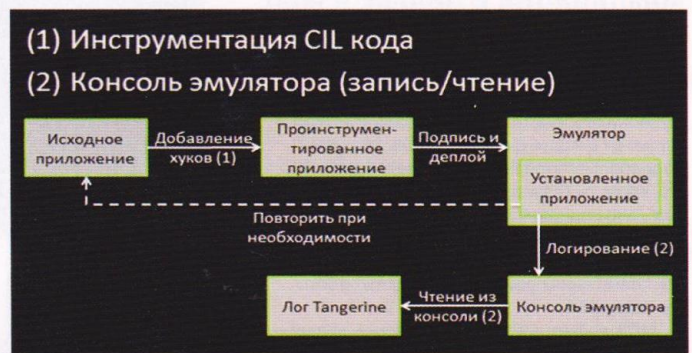 (1) Инструментация CIL кода
(2) Консоль эмулятора (запись/чтение)
Исходное
приложение
Добавление
хуков (1)
Проинструмен-
тированное
приложение
Подпись и
деплой
Эмулятор
Установленное
приложение
Повторить при
необходимости
Логирование (2)
Лог Tangerine
Чтение из
консоли (2)
Консоль эмулятора